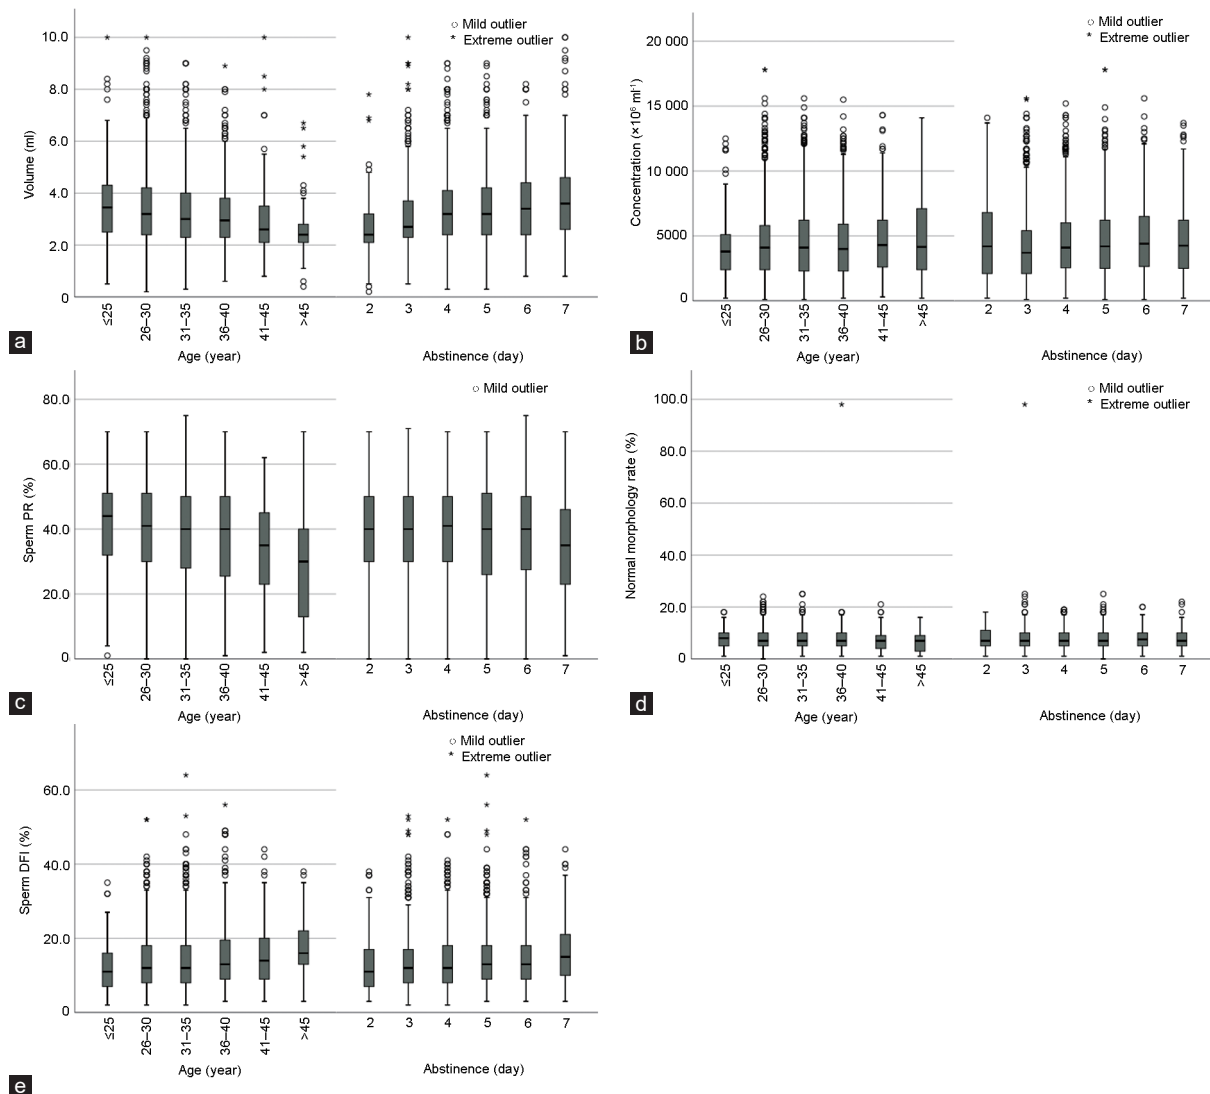 ○ Mild outlier
* Extreme outlier
10.0
8.0
6.0
4.0
2.0
0
Volume (ml)
≤25
26–30
31–35
36–40
41–45
>45
2
3
4
5
6
7
Age (year)
Abstinence (day)
a
○ Mild outlier
* Extreme outlier
20 000
15 000
10 000
5000
0
Concentration (×10⁶ ml⁻¹)
≤25
26–30
31–35
36–40
41–45
>45
2
3
4
5
6
7
Age (year)
Abstinence (day)
b
○ Mild outlier
80.0
60.0
40.0
20.0
0
Sperm PR (%)
≤25
26–30
31–35
36–40
41–45
>45
2
3
4
5
6
7
Age (year)
Abstinence (day)
c
○ Mild outlier
* Extreme outlier
100.0
80.0
60.0
40.0
20.0
0
Normal morphology rate (%)
≤25
26–30
31–35
36–40
41–45
>45
2
3
4
5
6
7
Age (year)
Abstinence (day)
d
○ Mild outlier
* Extreme outlier
60.0
40.0
20.0
0
Sperm DFI (%)
≤25
26–30
31–35
36–40
41–45
>45
2
3
4
5
6
7
Age (year)
Abstinence (day)
e